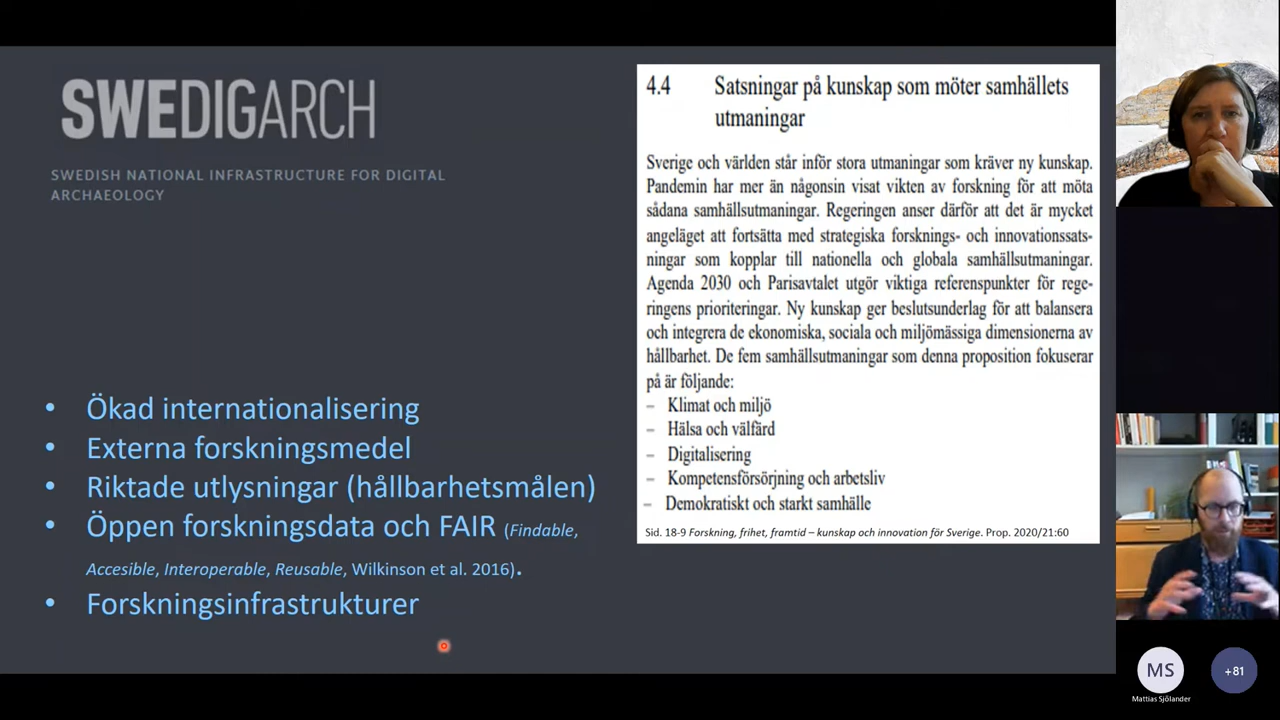 SWEDIGARCH
SWEDISH NATIONAL INFRASTRUCTURE FOR DIGITAL
ARCHAEOLOGY
• Ökad internationalisering
• Externa forskningsmedel
• Riktade utlysningar (hållbarhetsmålen)
• Öppen forskningsdata och FAIR (Findable,
Accesible, Interoperable, Reusable, Wilkinson et al. 2016).
• Forskningsinfrastrukturer
4.4 Satsningar på kunskap som möter samhällets
utmaningar
Sverige och världen står inför stora utmaningar som kräver ny kunskap.
Pandemin har mer än någonsin visat vikten av forskning för att möta
sådana samhällsutmaningar. Regeringen anser därför att det är mycket
angeläget att fortsätta med strategiska forsknings- och innovationssats-
ningar som kopplar till nationella och globala samhällsutmaningar.
Agenda 2030 och Parisavtalet utgör viktiga referenspunkter för rege-
ringens prioriteringar. Ny kunskap ger beslutsunderlag för att balansera
och integrera de ekonomiska, sociala och miljömässiga dimensionerna av
hållbarhet. De fem samhällsutmaningar som denna proposition fokuserar
på är följande:
– Klimat och miljö
– Hälsa och välfärd
– Digitalisering
– Kompetensförsörjning och arbetsliv
– Demokratiskt och starkt samhälle
Sid. 18-9 Forskning, frihet, framtid – kunskap och innovation för Sverige. Prop. 2020/21:60
MS
Mattias Sjölander
+81